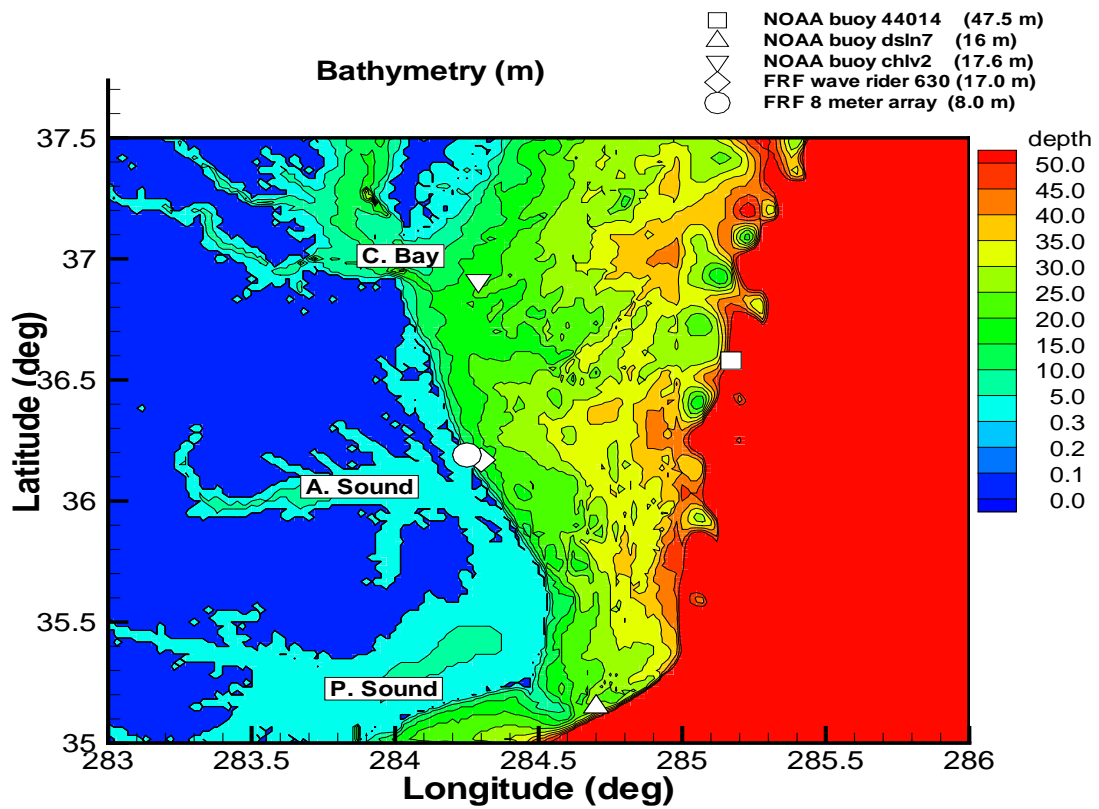 NOAA buoy 44014 (47.5 m)
NOAA buoy dsln7 (16 m)
NOAA buoy chlv2 (17.6 m)
FRF wave rider 630 (17.0 m)
FRF 8 meter array (8.0 m)
Bathymetry (m)
depth
50.0
45.0
40.0
35.0
30.0
25.0
20.0
15.0
10.0
5.0
3.0
0.2
0.1
0.0
37.5
37
36.5
36
35.5
35
Latitude (deg)
C. Bay
A. Sound
P. Sound
283
283.5
284
284.5
285
285.5
286
Longitude (deg)